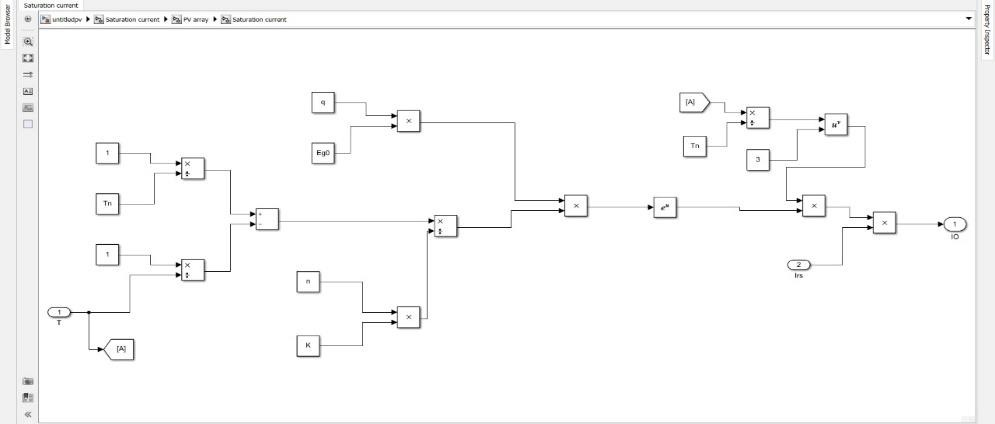 Saturation current
Model Browser
Property Inspector
untitledpv ▶ Saturation current ▶ PV array ▶ Saturation current
q
Eg0
×
[A]
Tn
×
÷
3
1
Tn
×
÷
+
−
×
÷
×
1
×
÷
n
K
×
1
T
[A]
×
×
2
Irs
1
IO